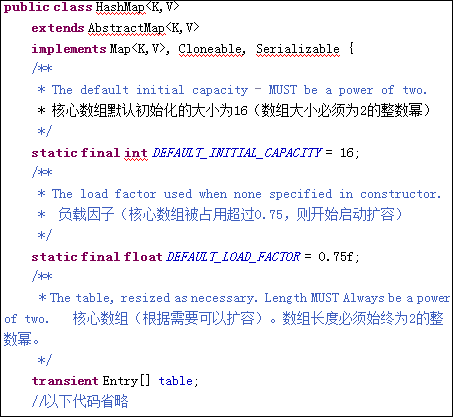 public class HashMap<K,V>
extends AbstractMap<K,V>
implements Map<K,V>, Cloneable, Serializable {
/**
* The default initial capacity - MUST be a power of two.
* 核心数组默认初始化的大小为16（数组大小必须为2的整数幂）
*/
static final int DEFAULT_INITIAL_CAPACITY = 16;
/**
* The load factor used when none specified in constructor.
* 负载因子（核心数组被占用超过0.75，则开始启动扩容）
*/
static final float DEFAULT_LOAD_FACTOR = 0.75f;
/**
* The table, resized as necessary. Length MUST Always be a power
of two. 核心数组（根据需要可以扩容）。数组长度必须始终为2的整
数幂。
*/
transient Entry[] table;
//以下代码省略